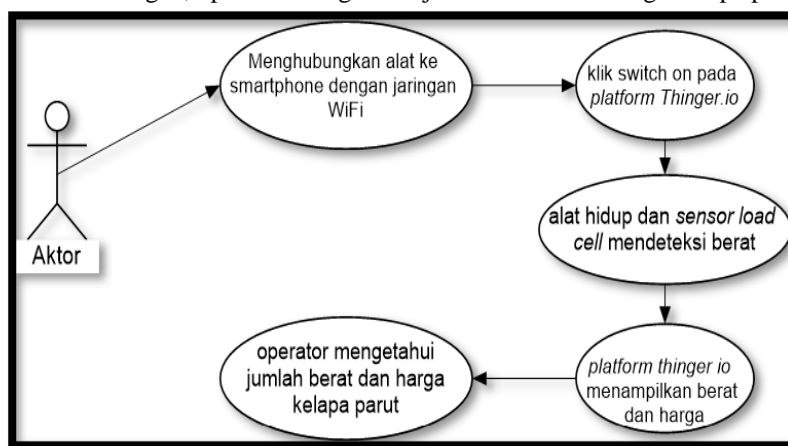 Menghubungkan alat ke
smartphone dengan jaringan
WiFi
klik switch on pada
platform Thinger.io
Aktor
alat hidup dan sensor load
cell mendeteksi berat
platform thinger io
menampilkan berat
dan harga
operator mengetahui
jumlah berat dan harga
kelapa parut